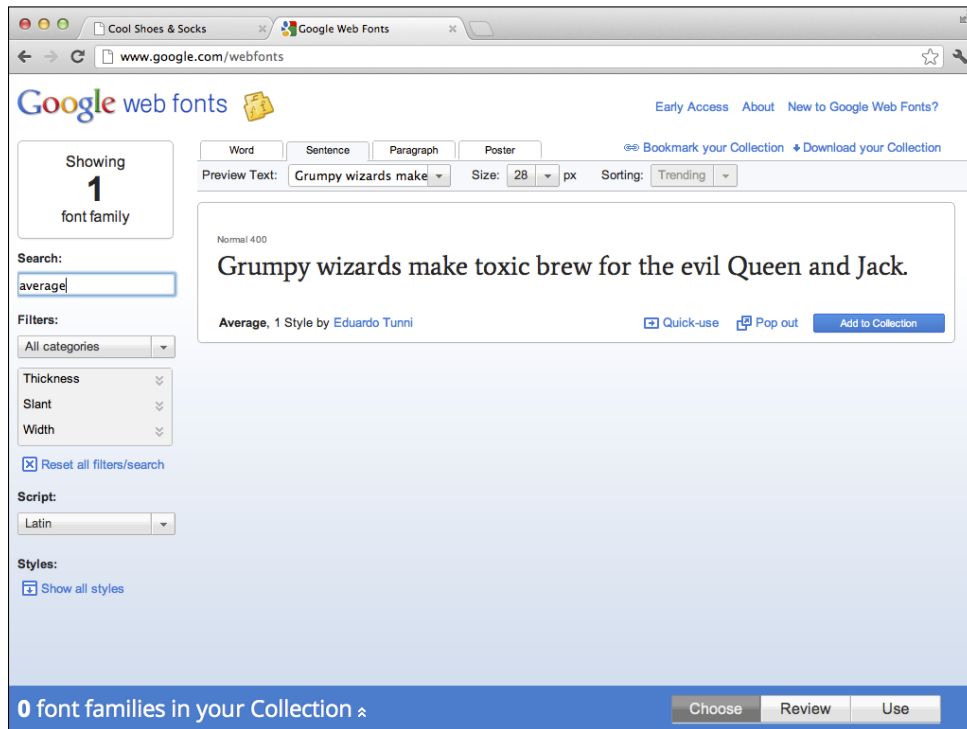 Cool Shoes & Socks
Google Web Fonts
www.google.com/webfonts
Google web fonts
Early Access About New to Google Web Fonts?
Showing
1
font family
Word Sentence Paragraph Poster
Bookmark your Collection Download your Collection
Preview Text: Grumpy wizards make Size: 28 px Sorting: Trending
Normal 400
Grumpy wizards make toxic brew for the evil Queen and Jack.
Average, 1 Style by Eduardo Tunni
Quick-use Pop out Add to Collection
Search:
average
Filters:
All categories
Thickness
Slant
Width
Reset all filters/search
Script:
Latin
Styles:
Show all styles
0 font families in your Collection
Choose Review Use